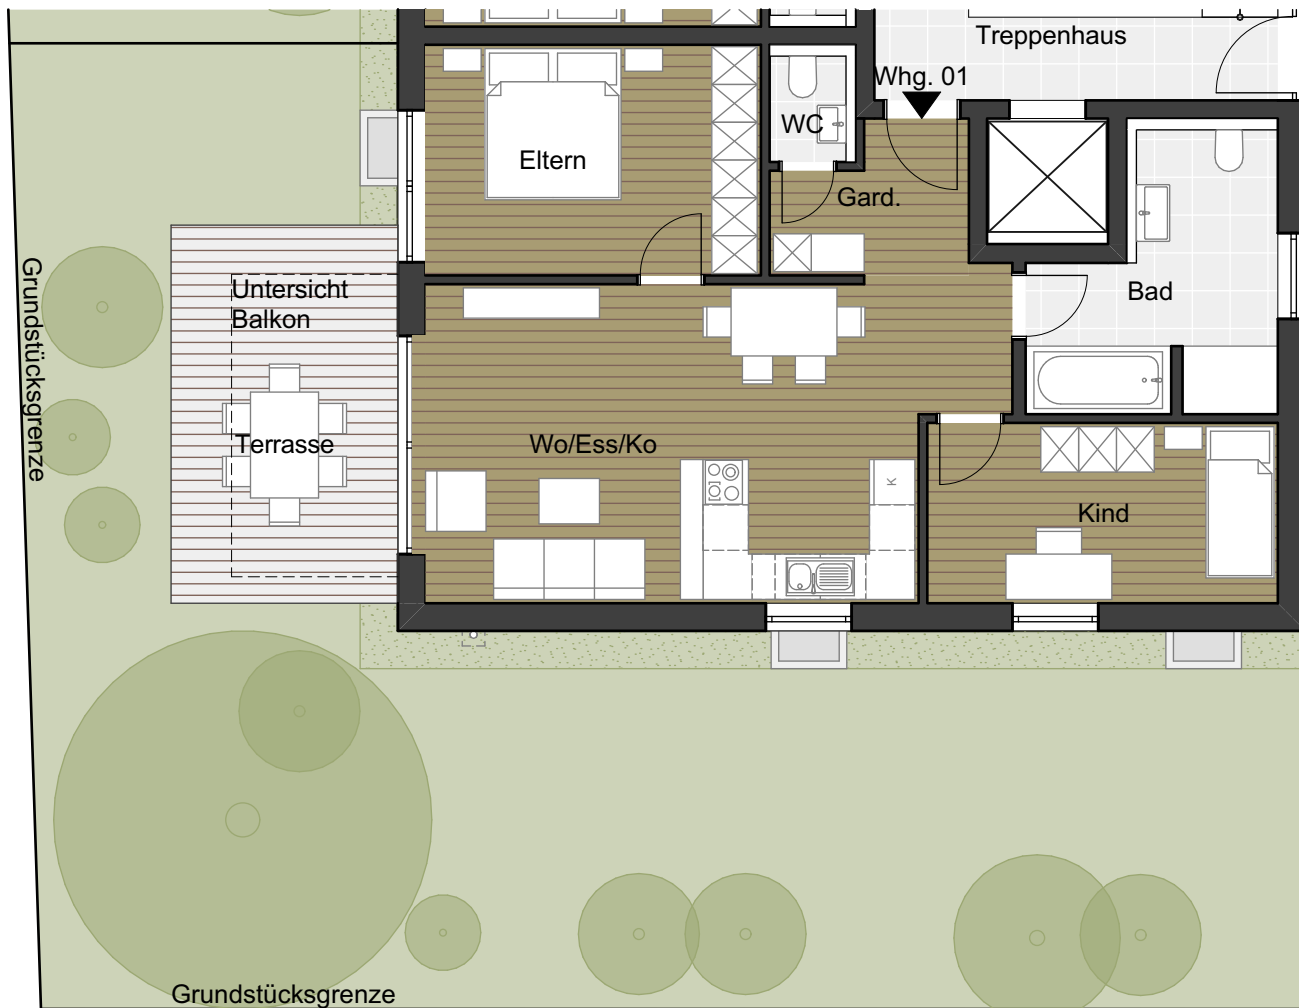 Treppenhaus
Whg. 01
WC
Eltern
Gard.
Bad
Grundstücksgrenze
Untersicht
Balkon
Terrasse
Wo/Ess/Ko
K
Kind
Grundstücksgrenze